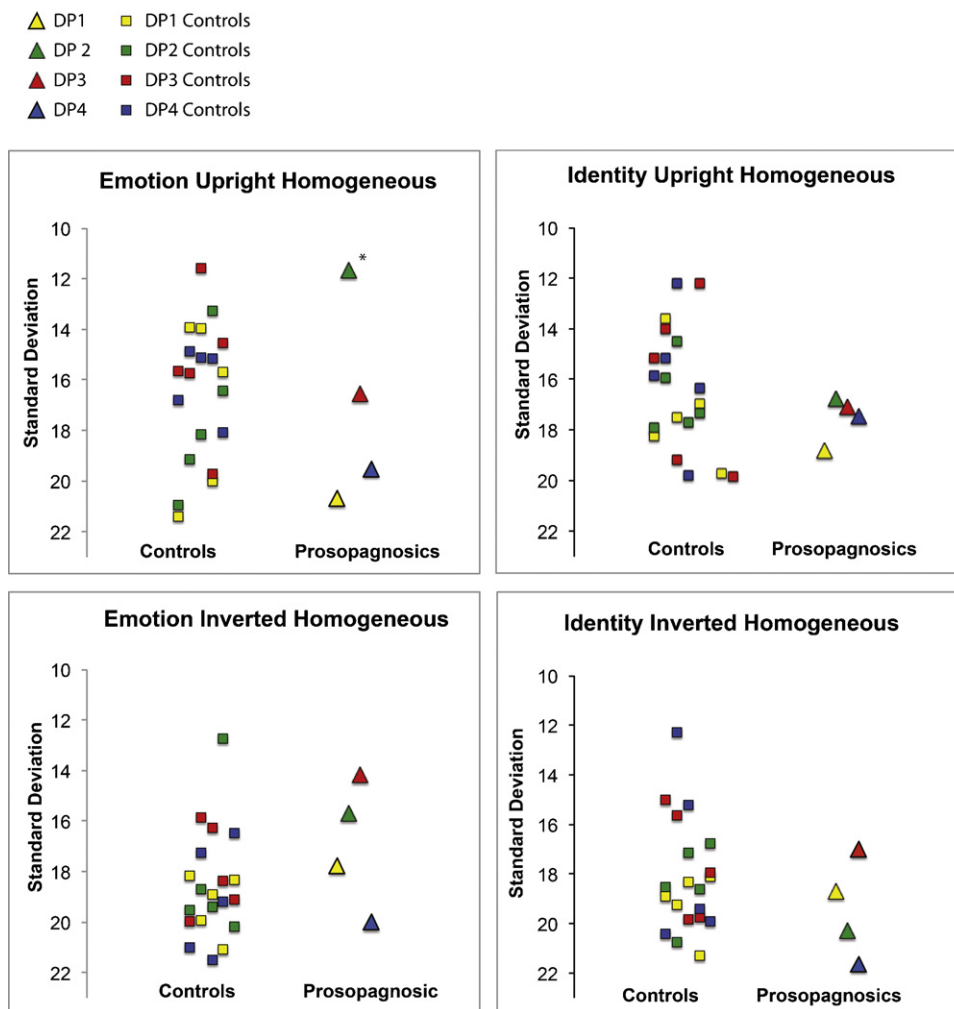 DP1 DP1 Controls
DP 2 DP2 Controls
DP3 DP3 Controls
DP4 DP4 Controls
Emotion Upright Homogeneous
Standard Deviation
10
12
14
16
18
20
22
*
Controls Prosopagnosics
Identity Upright Homogeneous
Standard Deviation
10
12
14
16
18
20
22
Controls Prosopagnosics
Emotion Inverted Homogeneous
Standard Deviation
10
12
14
16
18
20
22
Controls Prosopagnosic
Identity Inverted Homogeneous
Standard Deviation
10
12
14
16
18
20
22
Controls Prosopagnosics